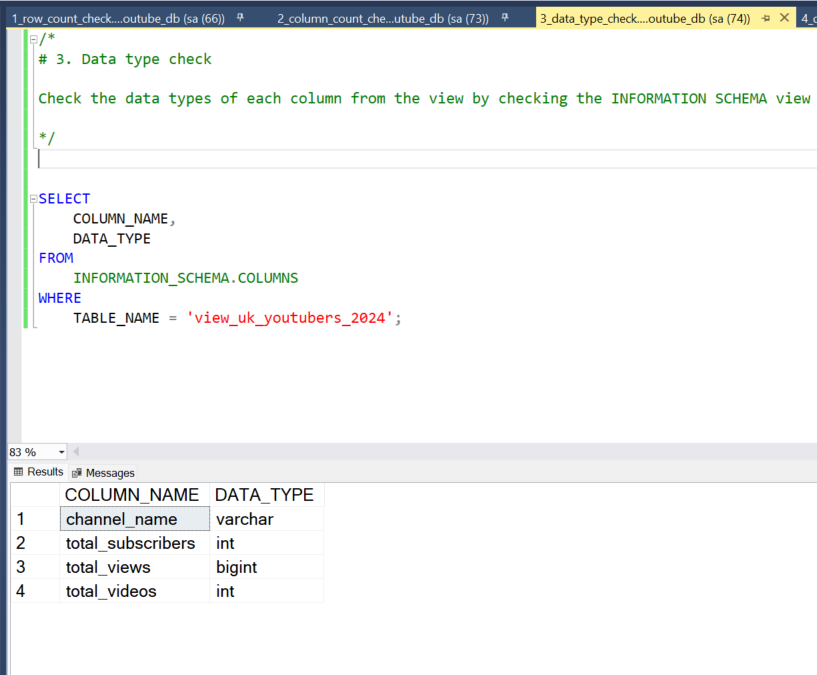 1_row_count_check....outube_db (sa (66)) 2_column_count_che...utube_db (sa (73)) 3_data_type_check....outube_db (sa (74)) 4_c
/*
# 3. Data type check
Check the data types of each column from the view by checking the INFORMATION SCHEMA view
*/
SELECT
COLUMN_NAME,
DATA_TYPE
FROM
INFORMATION_SCHEMA.COLUMNS
WHERE
TABLE_NAME = 'view_uk_youtubers_2024';
83 %
Results Messages
COLUMN_NAME DATA_TYPE
1 channel_name varchar
2 total_subscribers int
3 total_views bigint
4 total_videos int